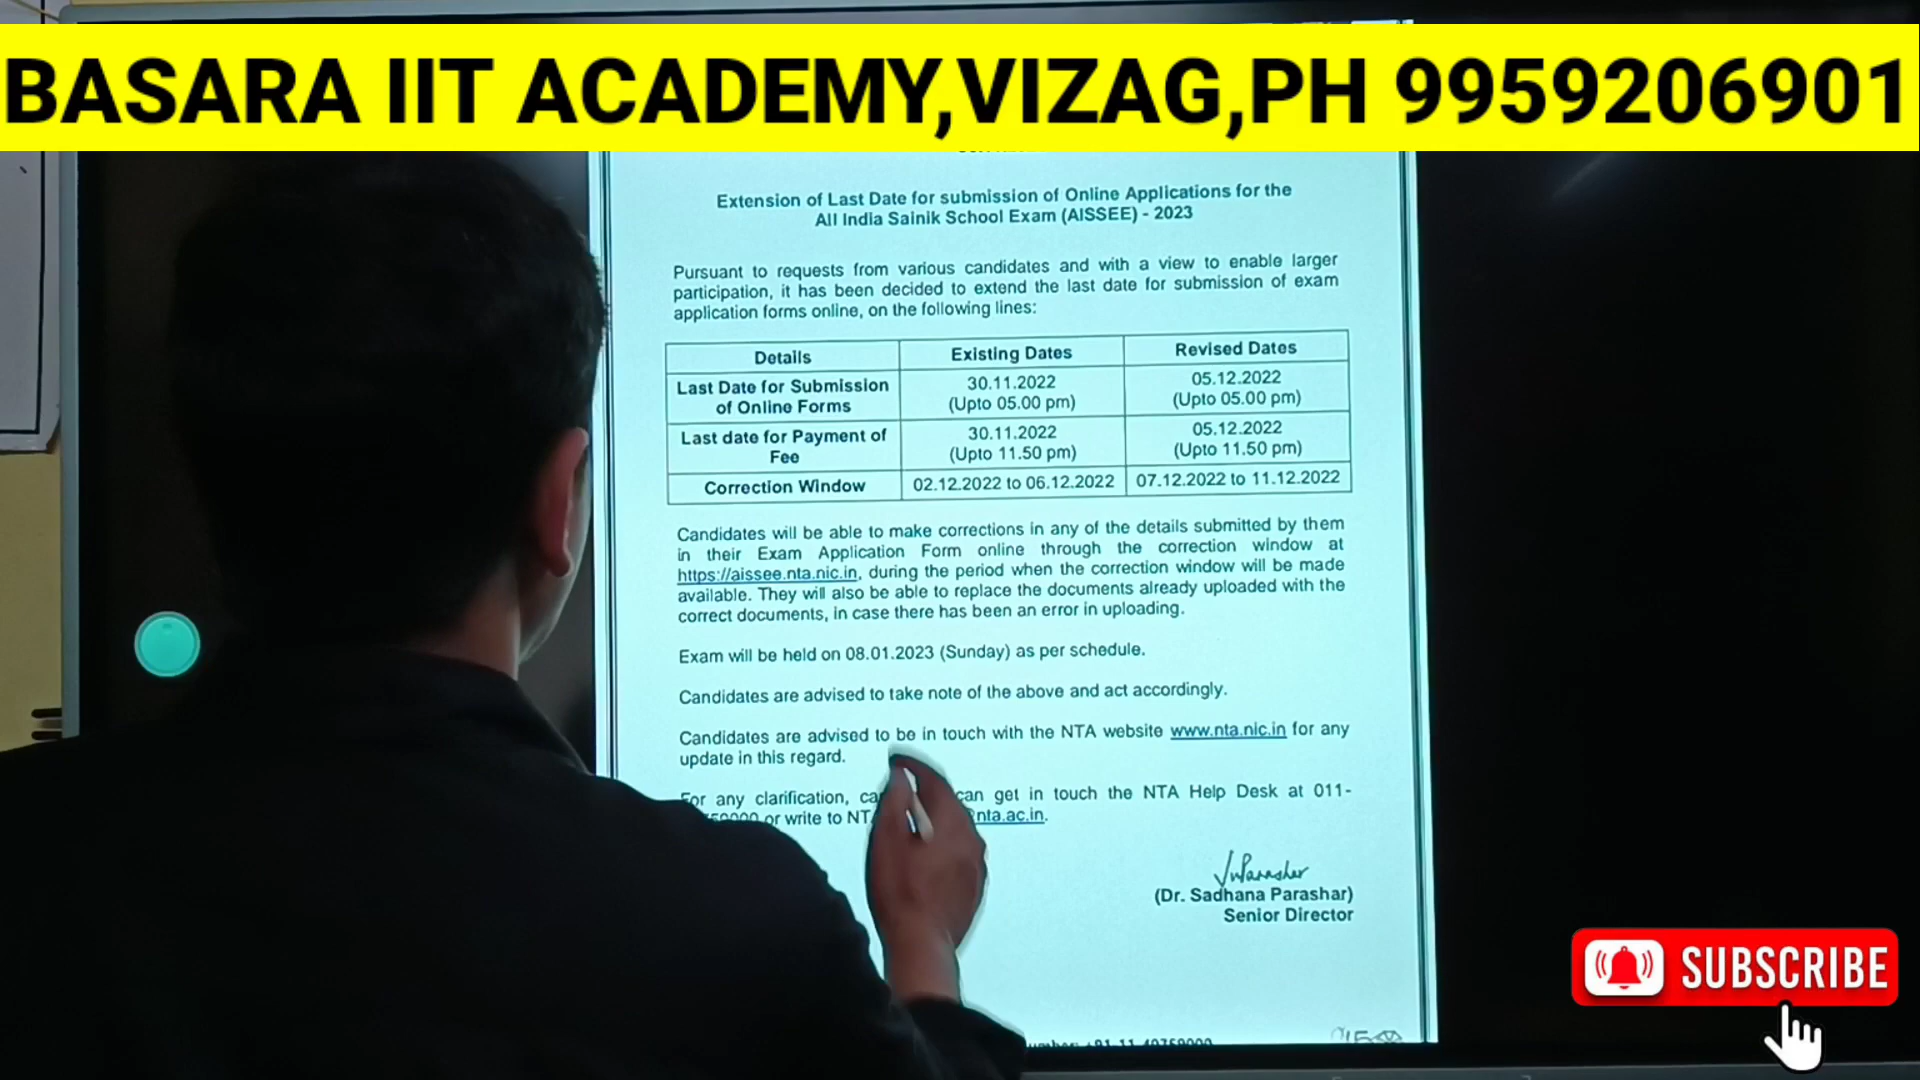 BASARA IIT ACADEMY,VIZAG,PH 9959206901
Extension of Last Date for submission of Online Applications for the
All India Sainik School Exam (AISSEE) - 2023
Pursuant to requests from various candidates and with a view to enable larger
participation, it has been decided to extend the last date for submission of exam
application forms online, on the following lines:
Details Existing Dates Revised Dates
Last Date for Submission of Online Forms 30.11.2022 (Upto 05.00 pm) 05.12.2022 (Upto 05.00 pm)
Last date for Payment of Fee 30.11.2022 (Upto 11.50 pm) 05.12.2022 (Upto 11.50 pm)
Correction Window 02.12.2022 to 06.12.2022 07.12.2022 to 11.12.2022
Candidates will be able to make corrections in any of the details submitted by them
in their Exam Application Form online through the correction window at
https://aissee.nta.nic.in, during the period when the correction window will be made
available. They will also be able to replace the documents already uploaded with the
correct documents, in case there has been an error in uploading.
Exam will be held on 08.01.2023 (Sunday) as per schedule.
Candidates are advised to take note of the above and act accordingly.
Candidates are advised to be in touch with the NTA website www.nta.nic.in for any
update in this regard.
For any clarification, can get in touch the NTA Help Desk at 011-
or write to @nta.ac.in.
(Dr. Sadhana Parashar)
Senior Director
SUBSCRIBE